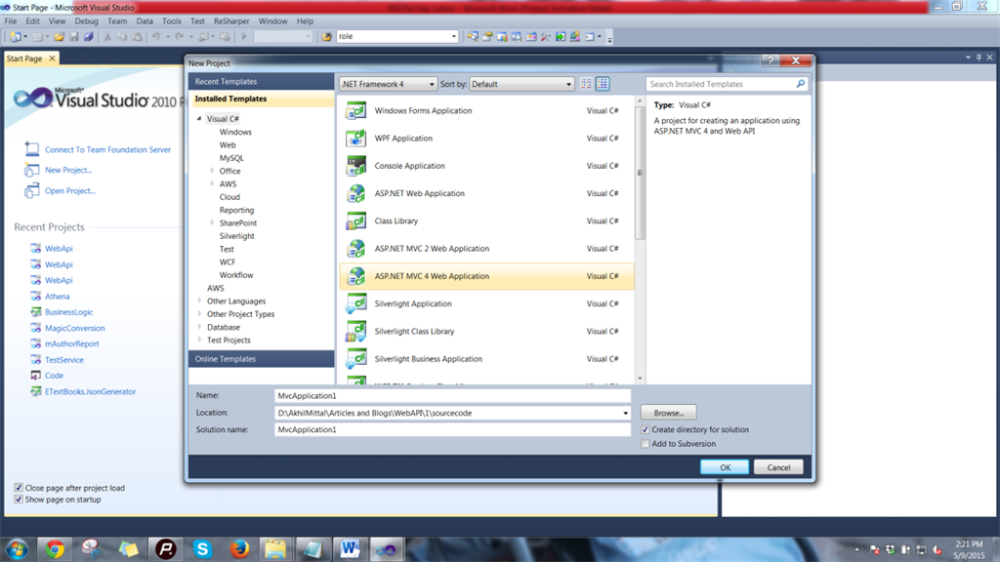 Start Page - Microsoft Visual Studio
File Edit View Debug Team Data Tools Test ReSharper Window Help
role
Start Page
Microsoft®
Visual Studio® 2010
Connect To Team Foundation Server
New Project...
Open Project...
Recent Projects
WebApi
WebApi
WebApi
Athena
BusinessLogic
MagicConversion
mAuthorReport
TestService
Code
ETextBooks.JsonGenerator
Close page after project load
Show page on startup
New Project
Recent Templates
Installed Templates
Visual C#
Windows
Web
MySQL
Office
AWS
Cloud
Reporting
SharePoint
Silverlight
Test
WCF
Workflow
AWS
Other Languages
Other Project Types
Database
Test Projects
Online Templates
.NET Framework 4 Sort by: Default
Windows Forms Application Visual C#
WPF Application Visual C#
Console Application Visual C#
ASP.NET Web Application Visual C#
Class Library Visual C#
ASP.NET MVC 2 Web Application Visual C#
ASP.NET MVC 4 Web Application Visual C#
Silverlight Application Visual C#
Silverlight Class Library Visual C#
Silverlight Business Application Visual C#
Search Installed Templates
Type: Visual C#
A project for creating an application using
ASP.NET MVC 4 and Web API
Name: MvcApplication1
Location: D:\AkhilMittal\Articles and Blogs\WebAPI\1\sourcecode Browse...
Solution name: MvcApplication1
Create directory for solution
Add to Subversion
OK Cancel
2:21 PM
5/9/2015